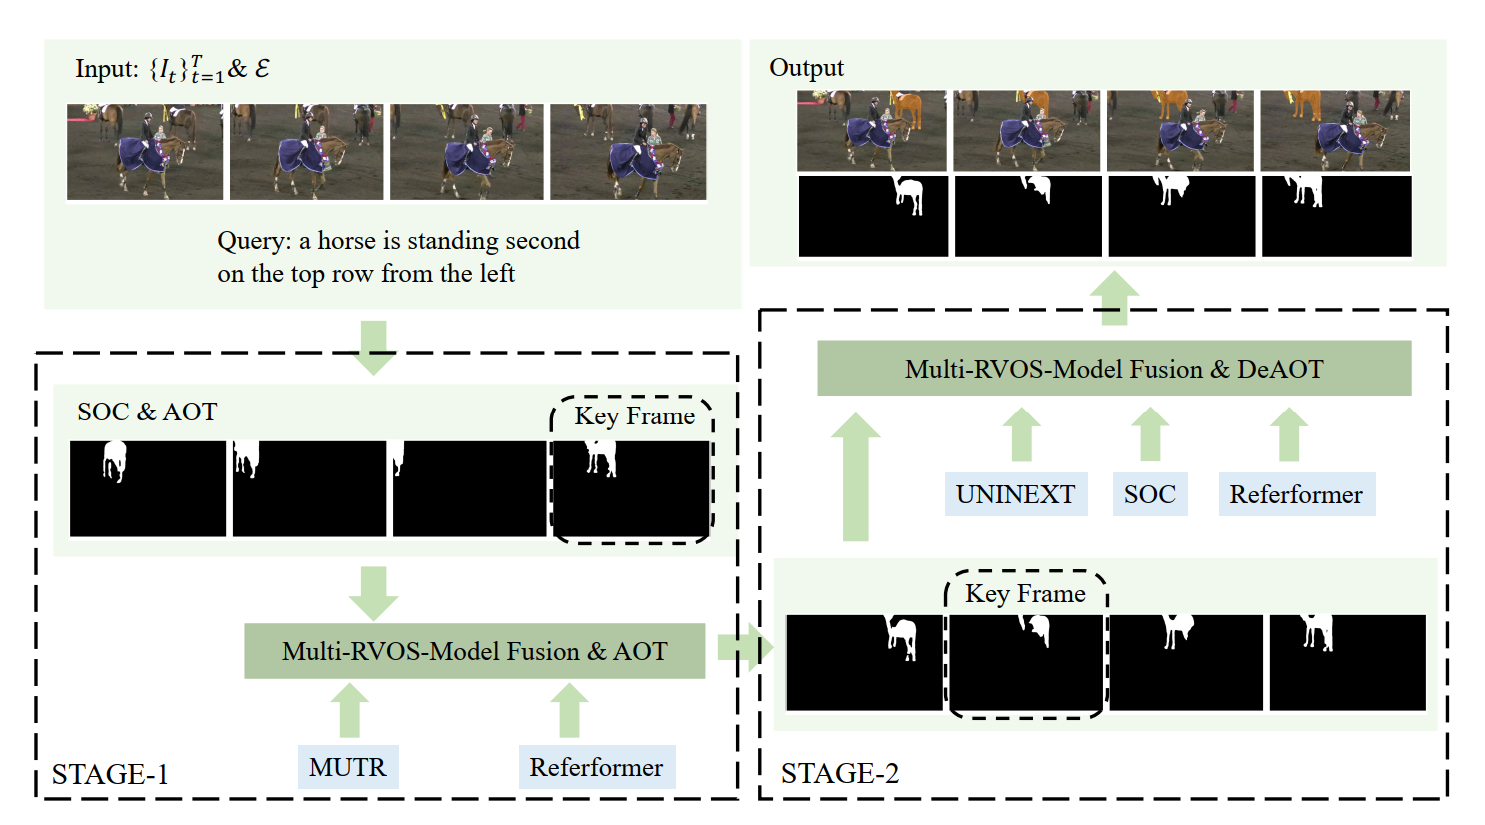 Input: {I_t}_{t=1}^T & ℰ
Query: a horse is standing second
on the top row from the left
SOC & AOT
Key Frame
Multi-RVOS-Model Fusion & AOT
MUTR
Referformer
STAGE-1
Output
Multi-RVOS-Model Fusion & DeAOT
UNINEXT
SOC
Referformer
Key Frame
STAGE-2